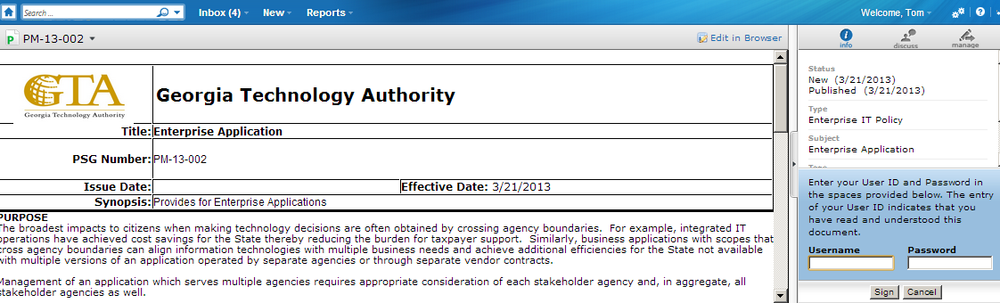 Search ...
Inbox (4)
New
Reports
Welcome, Tom
PM-13-002
Edit in Browser
info
discuss
manage
GTA
Georgia Technology Authority
Georgia Technology Authority
Title: Enterprise Application
PSG Number: PM-13-002
Issue Date:
Effective Date: 3/21/2013
Synopsis: Provides for Enterprise Applications
PURPOSE
The broadest impacts to citizens when making technology decisions are often obtained by crossing agency boundaries. For example, integrated IT
operations have achieved cost savings for the State thereby reducing the burden for taxpayer support. Similarly, business applications with scopes that
cross agency boundaries can align information technologies with multiple business needs and achieve additional efficiencies for the State not available
with multiple versions of an application operated by separate agencies or through separate vendor contracts.
Management of an application which serves multiple agencies requires appropriate consideration of each stakeholder agency and, in aggregate, all
stakeholder agencies as well.
Status
New (3/21/2013)
Published (3/21/2013)
Type
Enterprise IT Policy
Subject
Enterprise Application
Enter your User ID and Password in
the spaces provided below. The entry
of your User ID indicates that you
have read and understood this
document.
Username
Password
Sign
Cancel